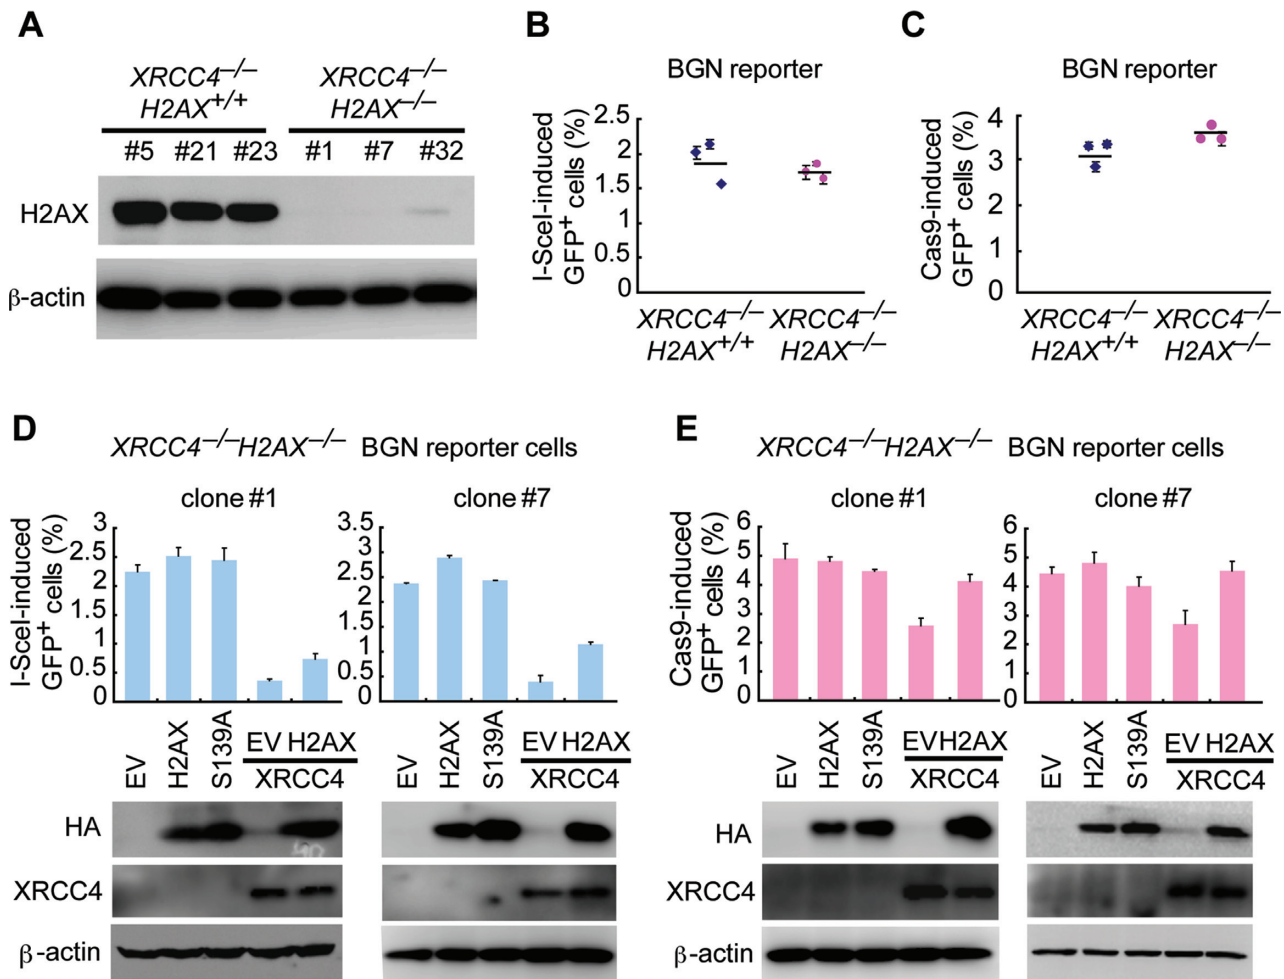 A
XRCC4–/– XRCC4–/–
H2AX+/+ H2AX–/–
#5 #21 #23 #1 #7 #32
H2AX
β-actin
B
BGN reporter
I-SceI-induced
GFP+ cells (%)
2.5
2
1.5
1
0.5
0
XRCC4–/– XRCC4–/–
H2AX+/+ H2AX–/–
C
BGN reporter
Cas9-induced
GFP+ cells (%)
4
3
2
1
0
XRCC4–/– XRCC4–/–
H2AX+/+ H2AX–/–
D
XRCC4–/–H2AX–/– BGN reporter cells
clone #1
I-SceI-induced
GFP+ cells (%)
3
2.5
2
1.5
1
0.5
0
EV H2AX S139A EV H2AX
XRCC4
clone #7
3.5
3
2.5
2
1.5
1
0.5
0
EV H2AX S139A EV H2AX
XRCC4
HA
XRCC4
β-actin
E
XRCC4–/–H2AX–/– BGN reporter cells
clone #1
Cas9-induced
GFP+ cells (%)
6
5
4
3
2
1
0
EV H2AX S139A EV H2AX
XRCC4
clone #7
6
5
4
3
2
1
0
EV H2AX S139A EV H2AX
XRCC4
HA
XRCC4
β-actin